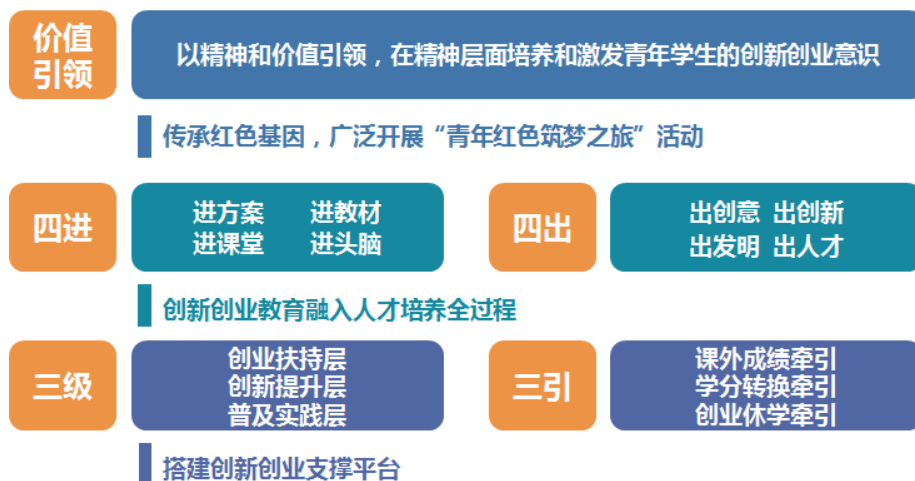 价值
引领
以精神和价值引领，在精神层面培养和激发青年学生的创新创业意识
传承红色基因，广泛开展“青年红色筑梦之旅”活动
四进
进方案 进教材
进课堂 进头脑
四出
出创意 出创新
出发明 出人才
创新创业教育融入人才培养全过程
三级
创业扶持层
创新提升层
普及实践层
三引
课外成绩牵引
学分转换牵引
创业休学牵引
搭建创新创业支撑平台